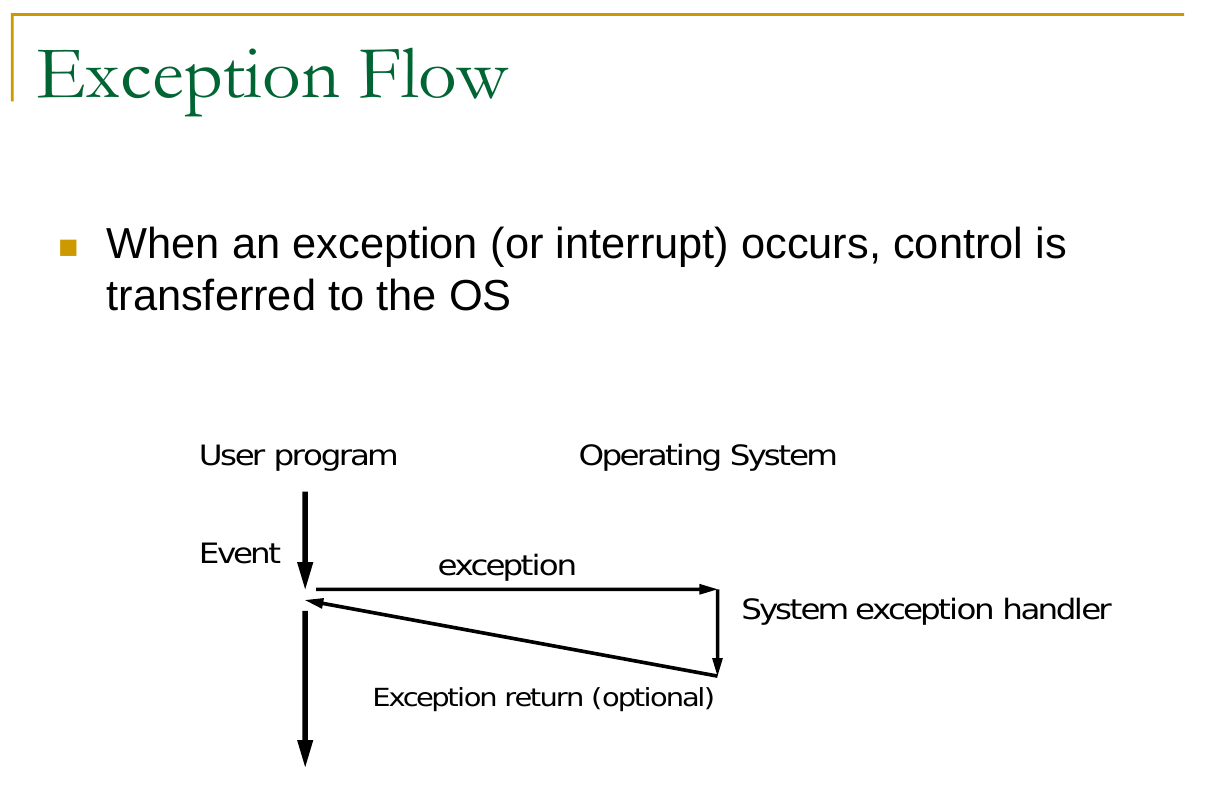 Exception Flow
When an exception (or interrupt) occurs, control is
transferred to the OS
User program
Operating System
Event
exception
System exception handler
Exception return (optional)